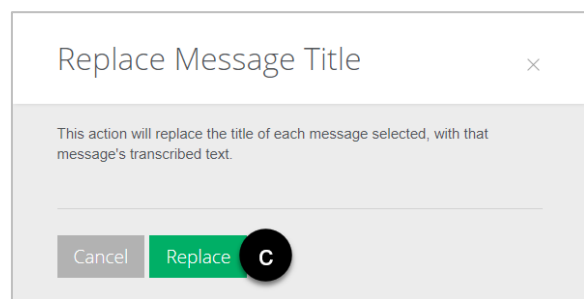 Replace Message Title ×
This action will replace the title of each message selected, with that
message's transcribed text.
Cancel Replace C